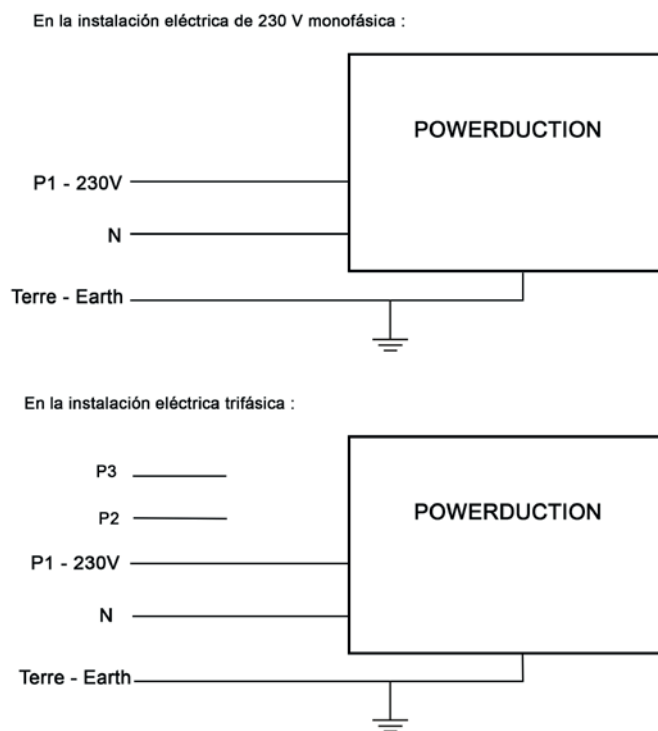 En la instalación eléctrica de 230 V monofásica :
POWERDUCTION
P1 - 230V
N
Terre - Earth
En la instalación eléctrica trifásica :
P3
POWERDUCTION
P2
P1 - 230V
N
Terre - Earth